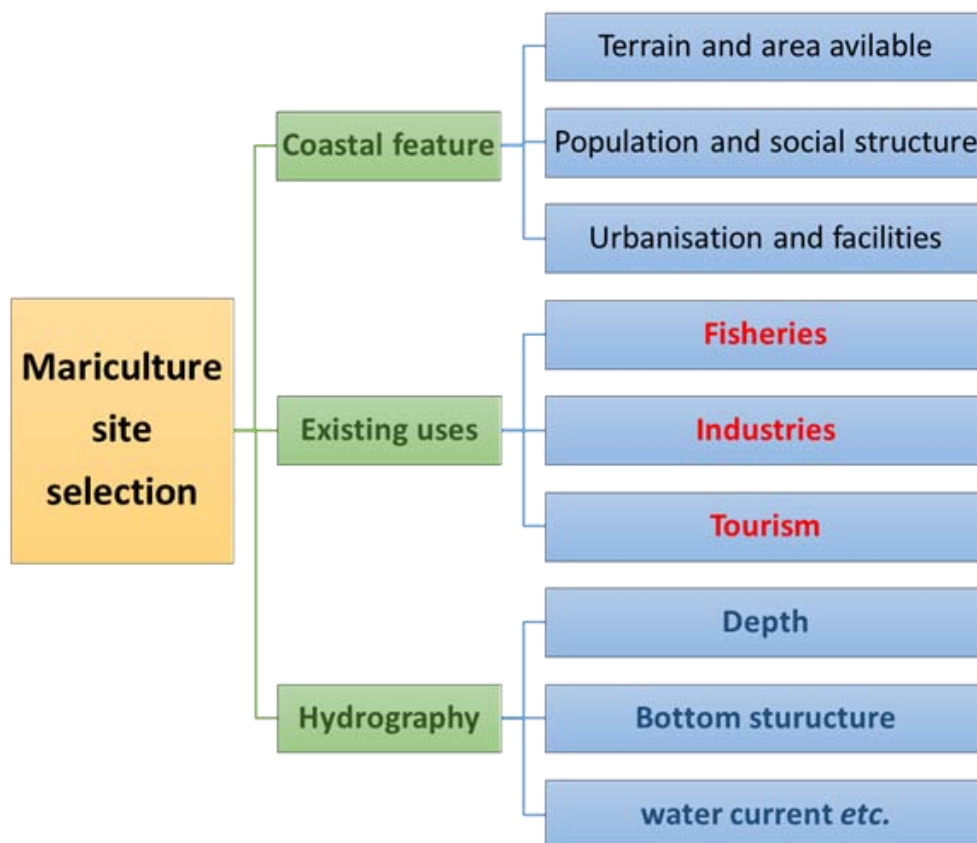 Mariculture
site
selection
Coastal feature
Terrain and area avilable
Population and social structure
Urbanisation and facilities
Existing uses
Fisheries
Industries
Tourism
Hydrography
Depth
Bottom sturucture
water current etc.